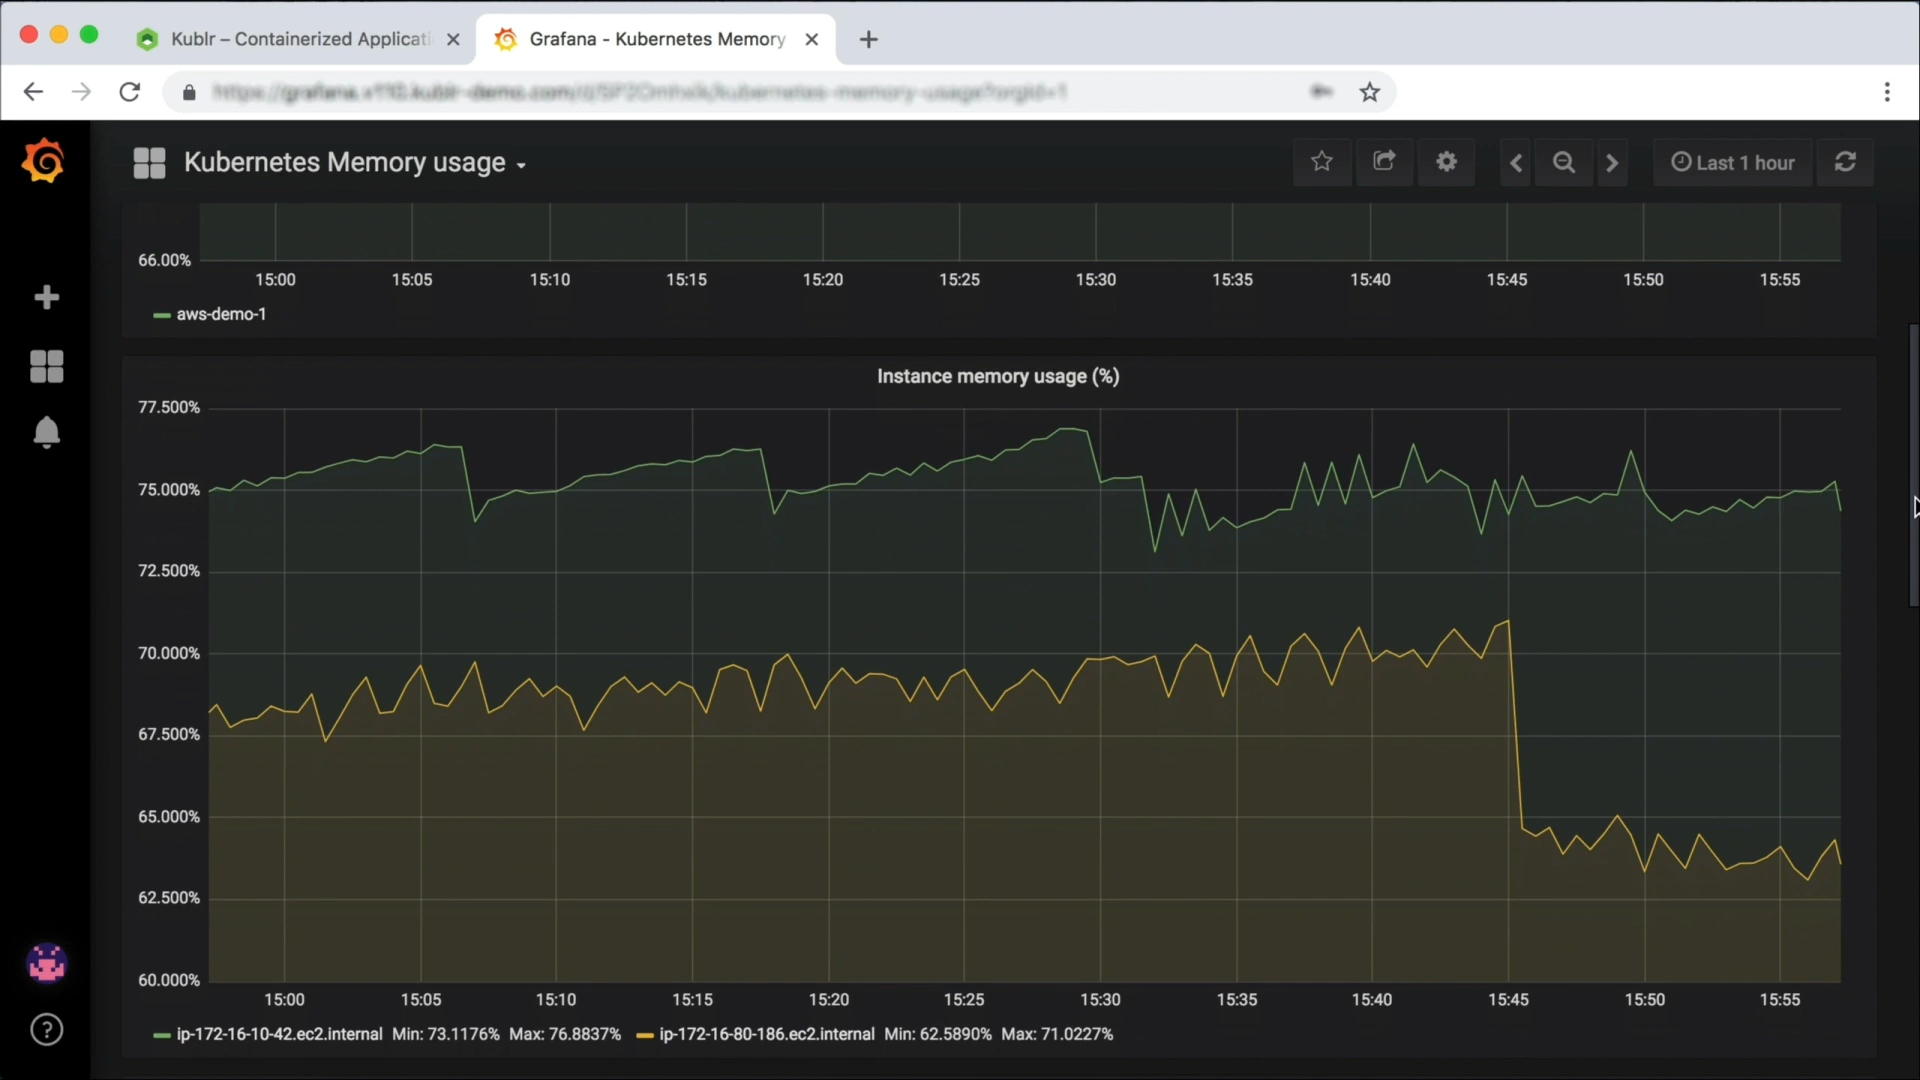 Kublr – Containerized Applicati
Grafana - Kubernetes Memory
Kubernetes Memory usage
Last 1 hour
66.00%
15:00 15:05 15:10 15:15 15:20 15:25 15:30 15:35 15:40 15:45 15:50 15:55
aws-demo-1
Instance memory usage (%)
77.500%
75.000%
72.500%
70.000%
67.500%
65.000%
62.500%
60.000%
15:00 15:05 15:10 15:15 15:20 15:25 15:30 15:35 15:40 15:45 15:50 15:55
ip-172-16-10-42.ec2.internal Min: 73.1176% Max: 76.8837% ip-172-16-80-186.ec2.internal Min: 62.5890% Max: 71.0227%